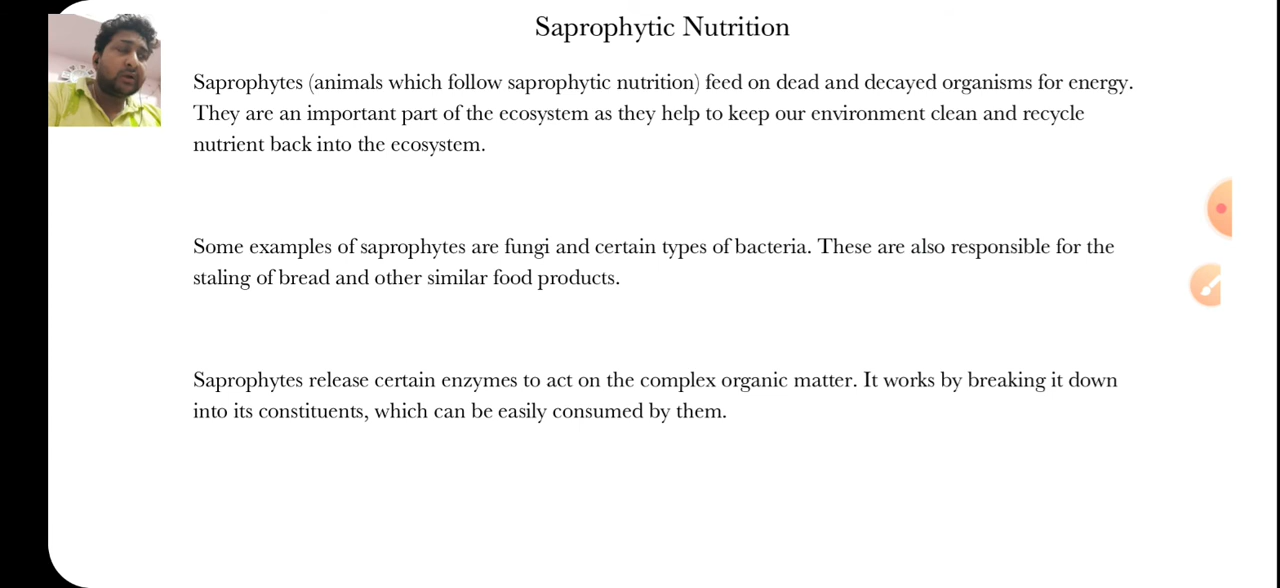 Saprophytic Nutrition
Saprophytes (animals which follow saprophytic nutrition) feed on dead and decayed organisms for energy.
They are an important part of the ecosystem as they help to keep our environment clean and recycle
nutrient back into the ecosystem.
Some examples of saprophytes are fungi and certain types of bacteria. These are also responsible for the
staling of bread and other similar food products.
Saprophytes release certain enzymes to act on the complex organic matter. It works by breaking it down
into its constituents, which can be easily consumed by them.